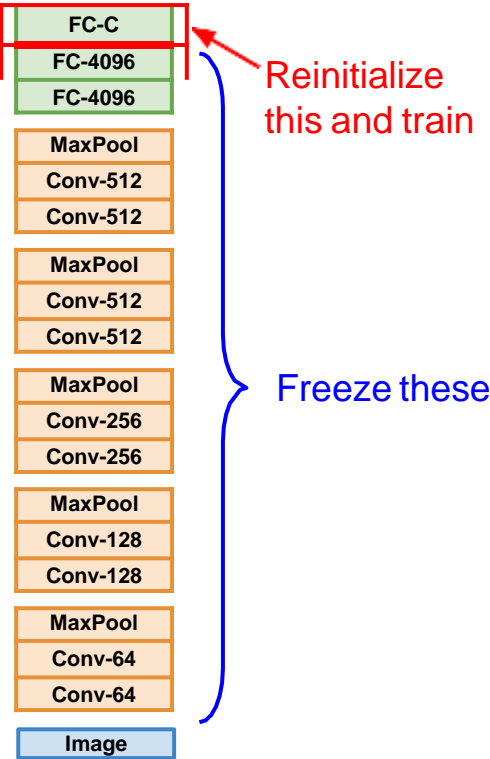 FC-C
FC-4096
FC-4096
Reinitialize
this and train
MaxPool
Conv-512
Conv-512
MaxPool
Conv-512
Conv-512
MaxPool
Conv-256
Conv-256
Freeze these
MaxPool
Conv-128
Conv-128
MaxPool
Conv-64
Conv-64
Image